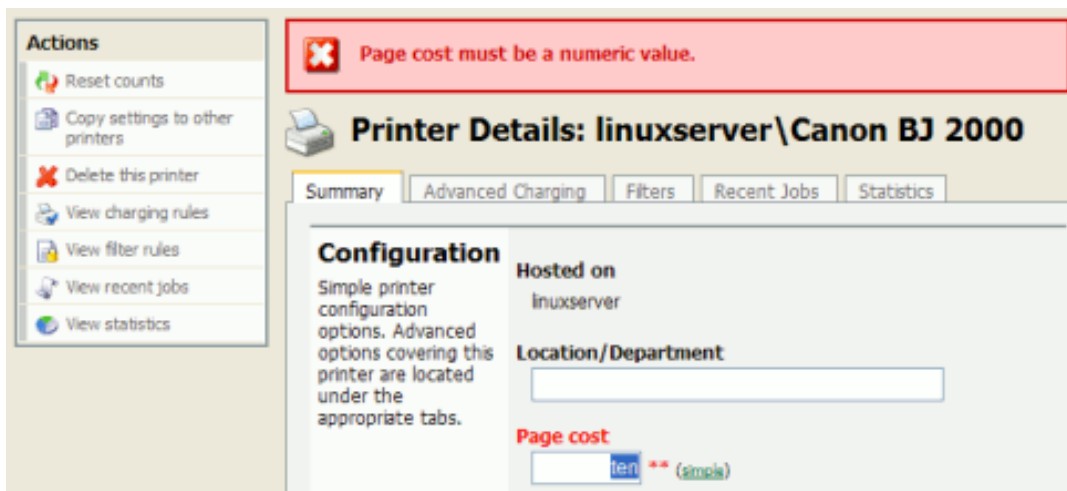 Actions
Reset counts
Copy settings to other
printers
Delete this printer
View charging rules
View filter rules
View recent jobs
View statistics
Page cost must be a numeric value.
Printer Details: linuxserver\Canon BJ 2000
Summary Advanced Charging Filters Recent Jobs Statistics
Configuration
Simple printer
configuration
options. Advanced
options covering this
printer are located
under the
appropriate tabs.
Hosted on
linuxserver
Location/Department
Page cost
ten ** (simple)